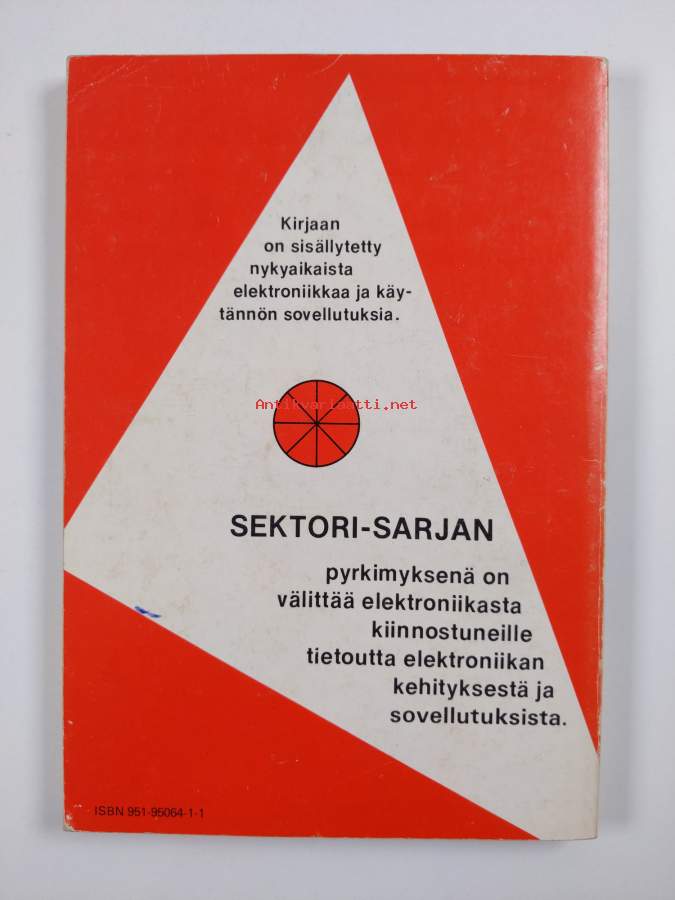 Kirjaan
on sisällytetty
nykyaikaista
elektroniikkaa ja käy-
tännön sovellutuksia.
Antikvariaatti.net
SEKTORI-SARJAN
pyrkimyksenä on
välittää elektroniikasta
kiinnostuneille
tietoutta elektroniikan
kehityksestä ja
sovellutuksista.
ISBN 951-95064-1-1